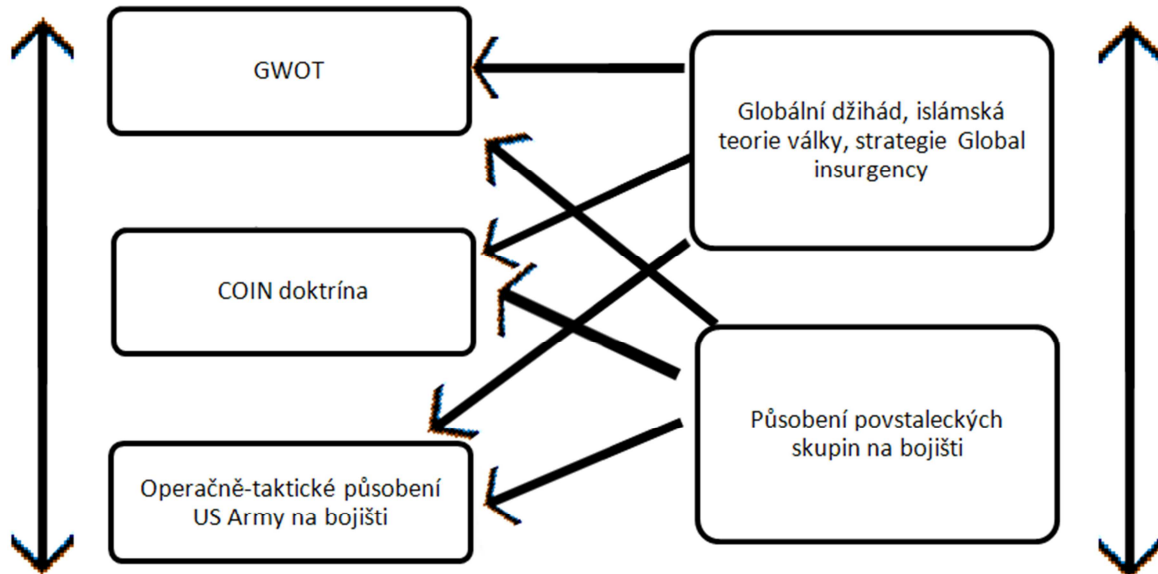 GWOT
Globální džihád, islámská
teorie války, strategie Global
insurgency
COIN doktrína
Působení povstaleckých
skupin na bojišti
Operačně-taktické působení
US Army na bojišti